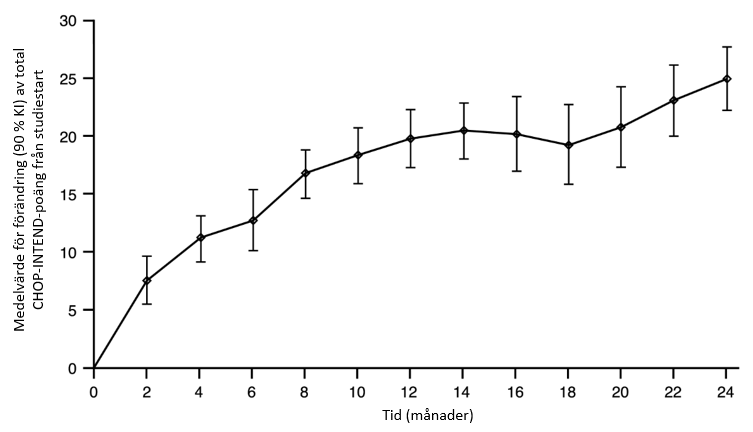 30
25
20
15
10
5
0
Medelvärde för förändring (90 % KI) av total
CHOP-INTEND-poäng från studiestart
0 2 4 6 8 10 12 14 16 18 20 22 24
Tid (månader)